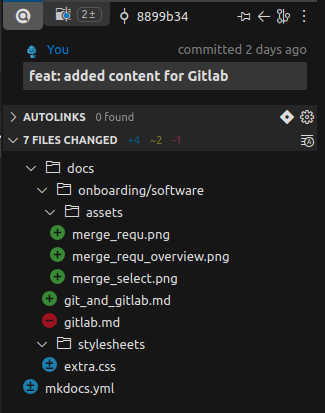 2 ±
8899b34
You
committed 2 days ago
feat: added content for Gitlab
AUTOLINKS 0 found
7 FILES CHANGED +4 ~2 -1
docs
onboarding/software
assets
merge_requ.png
merge_requ_overview.png
merge_select.png
git_and_gitlab.md
gitlab.md
stylesheets
extra.css
mkdocs.yml